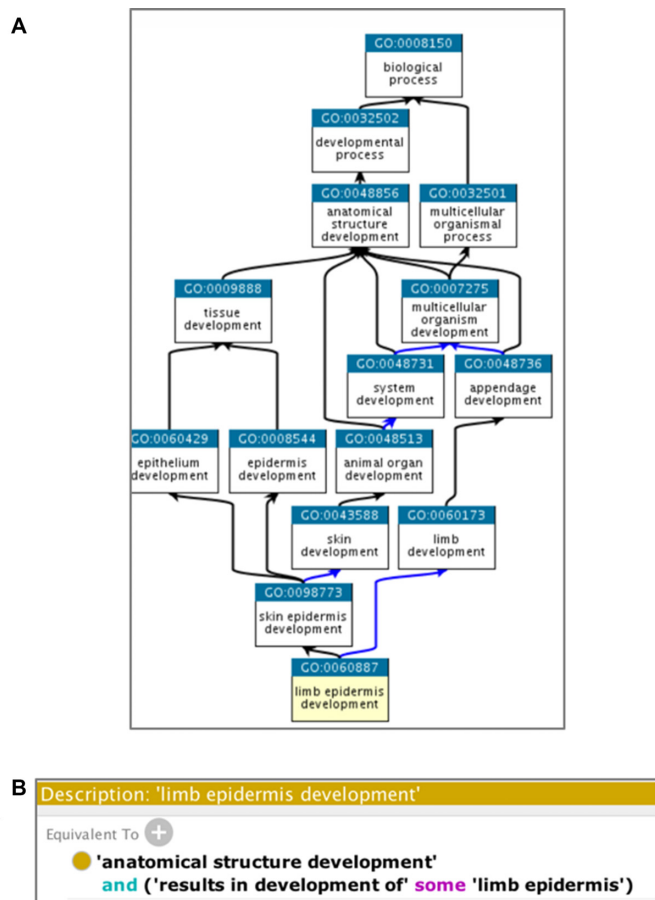 A
GO:0008150
biological
process
GO:0032502
developmental
process
GO:0048856
anatomical
structure
development
GO:0032501
multicellular
organismal
process
GO:0009888
tissue
development
GO:0007275
multicellular
organism
development
GO:0048731
system
development
GO:0048736
appendage
development
GO:0060429
epithelium
development
GO:0008544
epidermis
development
GO:0048513
animal organ
development
GO:0043588
skin
development
GO:0060173
limb
development
GO:0098773
skin epidermis
development
GO:0060887
limb epidermis
development
B
Description: 'limb epidermis development'
Equivalent To +
'anatomical structure development'
and ('results in development of' some 'limb epidermis')